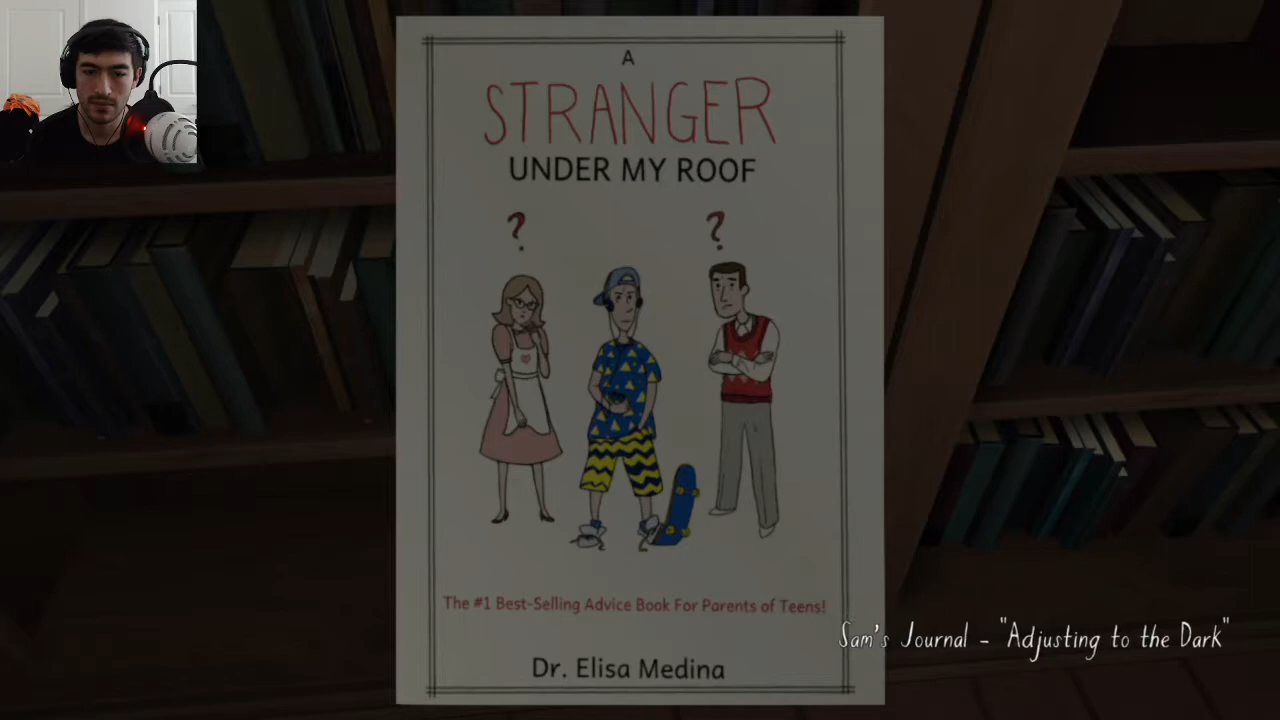 A
STRANGER
UNDER MY ROOF
? ?
The #1 Best-Selling Advice Book For Parents of Teens!
Sam's Journal - "Adjusting to the Dark"
Dr. Elisa Medina